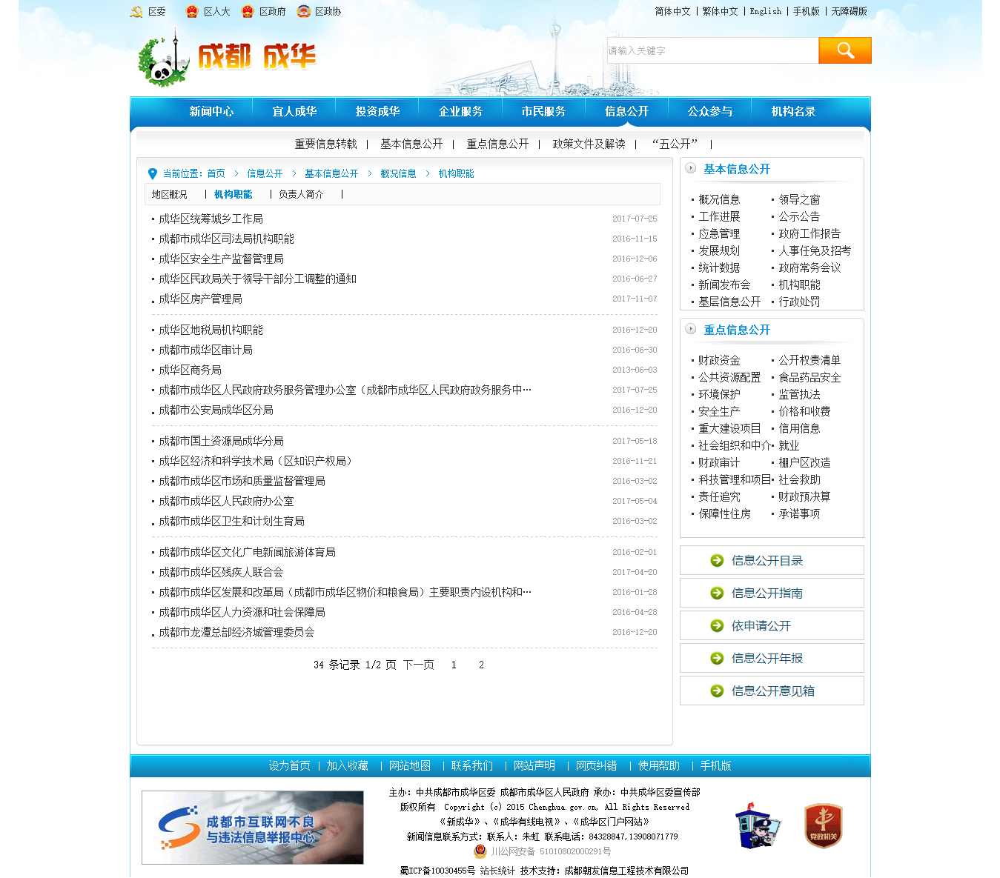 区委 区人大 区政府 区政协
简体中文 | 繁体中文 | English | 手机版 | 无障碍版
成都 成华
请输入关键字
新闻中心 宜人成华 投资成华 企业服务 市民服务 信息公开 公众参与 机构名录
重要信息转载 | 基本信息公开 | 重点信息公开 | 政策文件及解读 | “五公开” |
当前位置：首页 > 信息公开 > 基本信息公开 > 概况信息 > 机构职能
地区概况 | 机构职能 | 负责人简介 |
成华区统筹城乡工作局 2017-07-25
成都市成华区司法局机构职能 2016-11-15
成华区安全生产监督管理局 2016-12-06
成华区民政局关于领导干部分工调整的通知 2016-06-27
成华区房产管理局 2017-11-07
成华区地税局机构职能 2016-12-20
成都市成华区审计局 2016-06-30
成华区商务局 2013-06-03
成都市成华区人民政府政务服务管理办公室（成都市成华区人民政府政务服务中… 2017-07-25
成都市公安局成华区分局 2016-12-20
成都市国土资源局成华分局 2017-05-18
成华区经济和科学技术局（区知识产权局） 2016-11-21
成都市成华区市场和质量监督管理局 2016-03-02
成都市成华区人民政府办公室 2017-05-04
成都市成华区卫生和计划生育局 2016-03-02
成都市成华区文化广电新闻旅游体育局 2016-02-01
成都市成华区残疾人联合会 2017-04-20
成都市成华区发展和改革局（成都市成华区物价和粮食局）主要职责内设机构和… 2016-01-28
成都市成华区人力资源和社会保障局 2016-04-28
成都市龙潭总部经济城管理委员会 2016-12-20
34 条记录 1/2 页 下一页 1 2
基本信息公开
概况信息 领导之窗
工作进展 公示公告
应急管理 政府工作报告
发展规划 人事任免及招考
统计数据 政府常务会议
新闻发布会 机构职能
基层信息公开 行政处罚
重点信息公开
财政资金 公开权责清单
公共资源配置 食品药品安全
环境保护 监管执法
安全生产 价格和收费
重大建设项目 信用信息
社会组织和中介 就业
财政审计 棚户区改造
科技管理和项目 社会救助
责任追究 财政预决算
保障性住房 承诺事项
信息公开目录
信息公开指南
依申请公开
信息公开年报
信息公开意见箱
设为首页 | 加入收藏 | 网站地图 | 联系我们 | 网站声明 | 网页纠错 | 使用帮助 | 手机版
成都市互联网不良
与违法信息举报中心
主办：中共成都市成华区委 成都市成华区人民政府 承办：中共成华区委宣传部
版权所有 Copyright (c) 2015 Chenghua.gov.cn, All Rights Reserved
《新成华》、《成华有线电视》、《成华区门户网站》
新闻信息联系方式：联系人：朱虹 联系电话：84328847,13908071779
川公网安备 51010802000291号
蜀ICP备10030455号 站长统计 技术支持：成都朝发信息工程技术有限公司
成都
党政机关